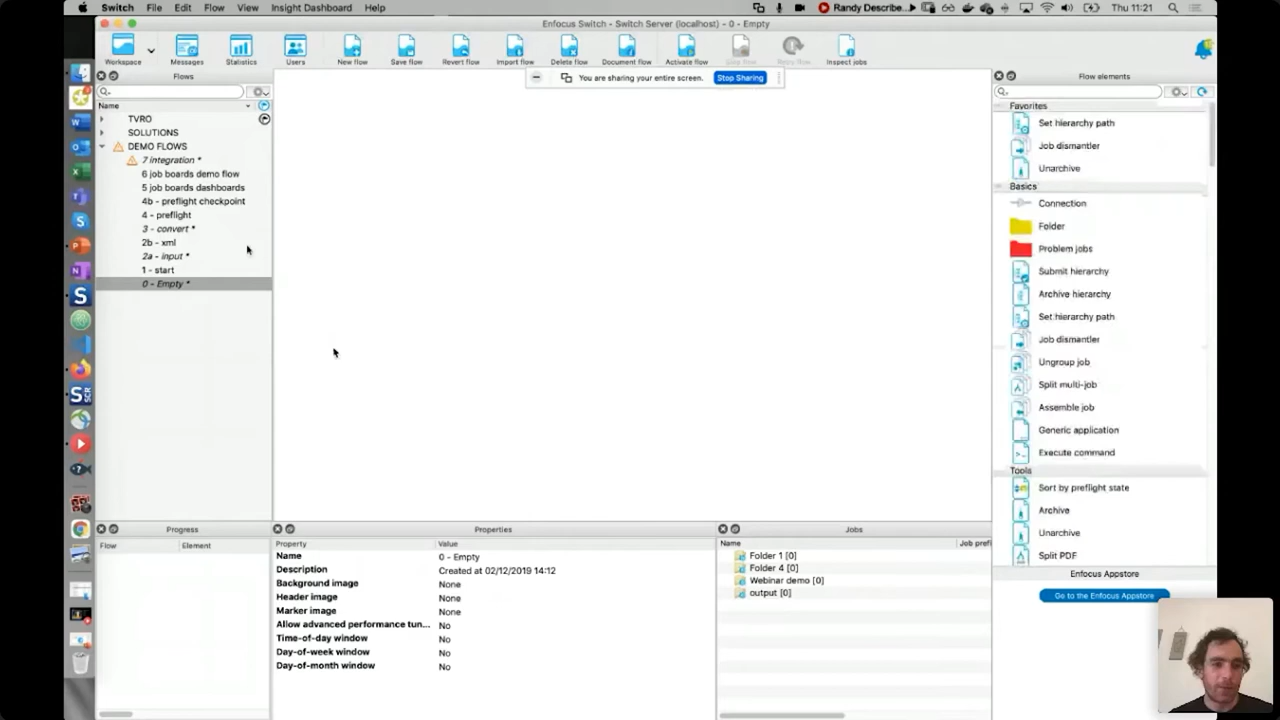 Switch File Edit Flow View Insight Dashboard Help Randy Describe... Thu 11:21
Enfocus Switch - Switch Server (localhost) - 0 - Empty
Workspace Messages Statistics Users New flow Save flow Revert flow Import flow Delete flow Document flow Activate flow Inspect jobs
You are sharing your entire screen. Stop Sharing
Flows
Name
TVRO
SOLUTIONS
DEMO FLOWS
7 integration *
6 job boards demo flow
5 job boards dashboards
4b - preflight checkpoint
4 - preflight
3 - convert *
2b - xml
2a - input *
1 - start
0 - Empty *
Flow elements
Favorites
Set hierarchy path
Job dismantler
Unarchive
Basics
Connection
Folder
Problem jobs
Submit hierarchy
Archive hierarchy
Set hierarchy path
Job dismantler
Ungroup job
Split multi-job
Assemble job
Generic application
Execute command
Tools
Sort by preflight state
Archive
Unarchive
Split PDF
Enfocus Appstore
Go to the Enfocus Appstore
Progress
Flow Element
Properties
Property Value
Name 0 - Empty
Description Created at 02/12/2019 14:12
Background image None
Header image None
Marker image None
Allow advanced performance tun... No
Time-of-day window No
Day-of-week window No
Day-of-month window No
Jobs
Name Job prefi
Folder 1 [0]
Folder 4 [0]
Webinar demo [0]
output [0]